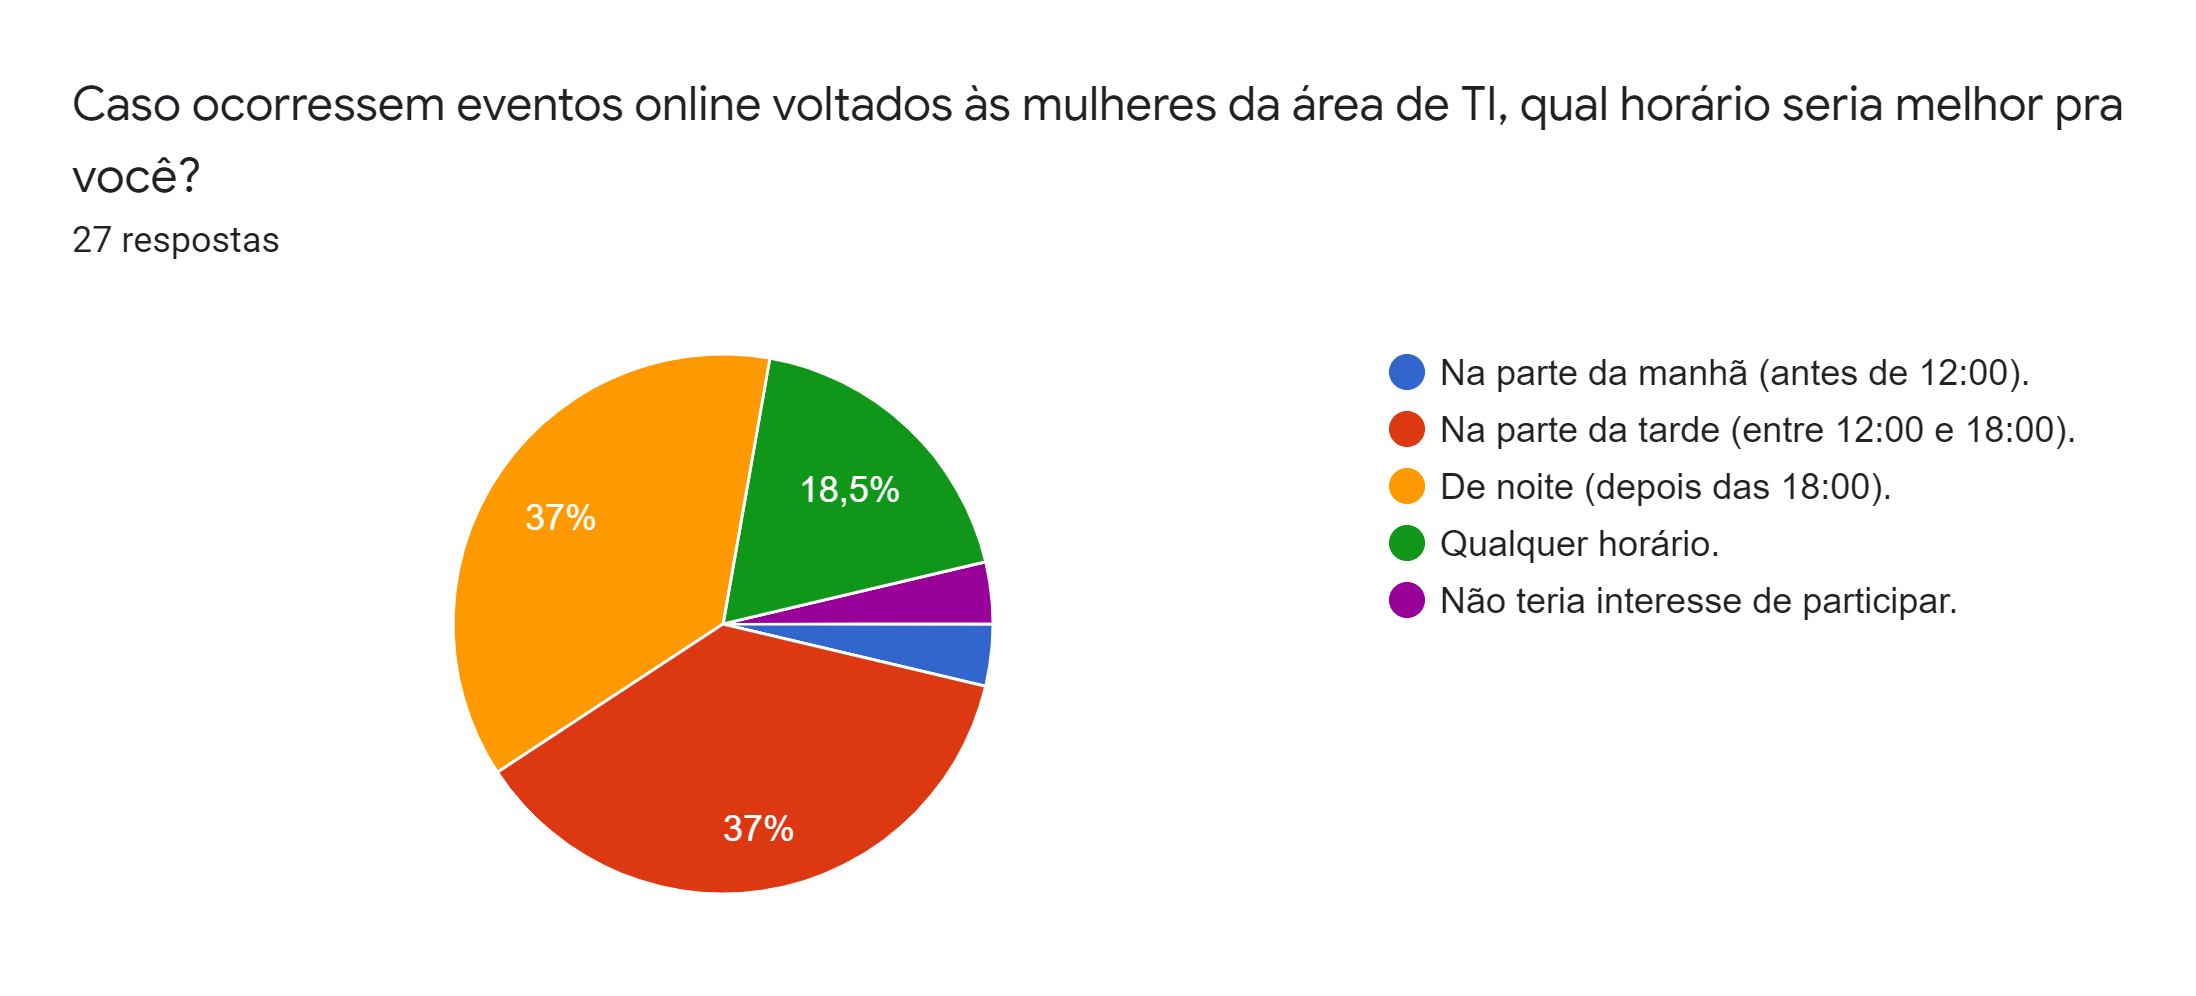 Caso ocorressem eventos online voltados às mulheres da área de TI, qual horário seria melhor pra
você?
27 respostas
37%
18,5%
37%
Na parte da manhã (antes de 12:00).
Na parte da tarde (entre 12:00 e 18:00).
De noite (depois das 18:00).
Qualquer horário.
Não teria interesse de participar.